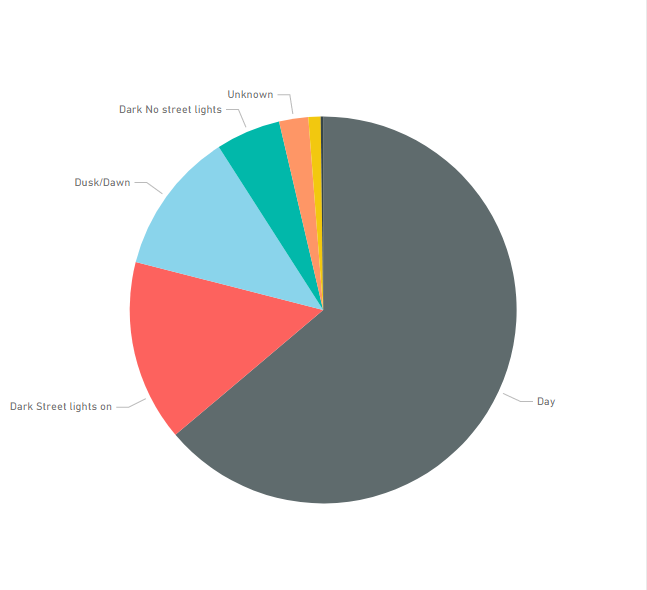 Unknown
Dark No street lights
Dusk/Dawn
Day
Dark Street lights on